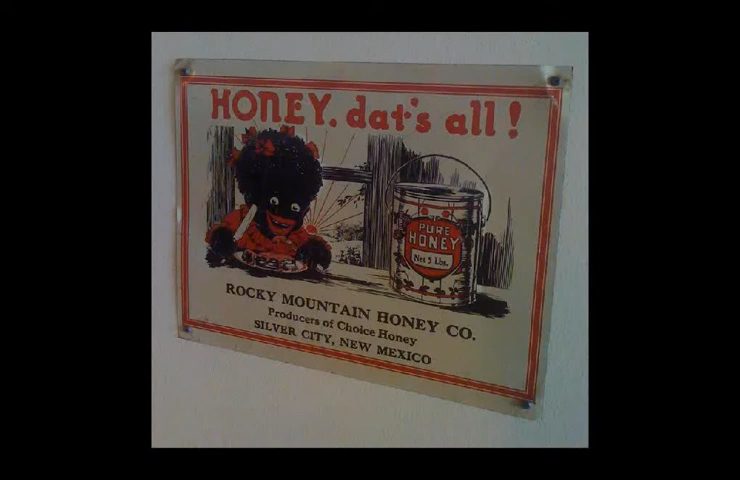 HONEY, dat's all!
PURE
HONEY
Net 5 Lbs.
ROCKY MOUNTAIN HONEY CO.
Producers of Choice Honey
SILVER CITY, NEW MEXICO